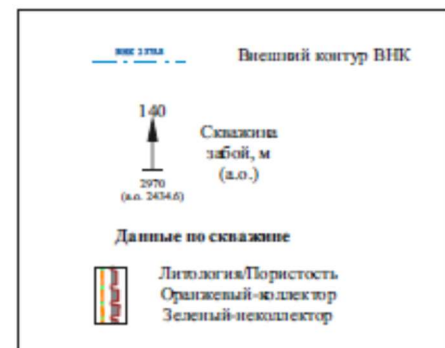 Внешний контур ВНК
140
Скважина
забой, м
(а.о.)
2970
(а.о. 2434.6)
Данные по скважине
Литология/Пористость
Оранжевый-коллектор
Зеленый-неколлектор